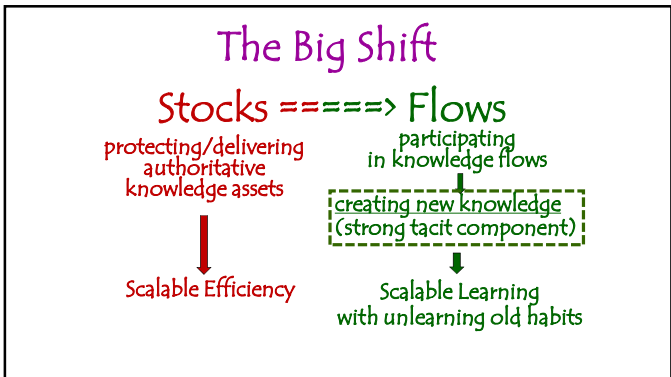 The Big Shift
Stocks =====> Flows
protecting/delivering
authoritative
knowledge assets
participating
in knowledge flows
creating new knowledge
(strong tacit component)
Scalable Efficiency
Scalable Learning
with unlearning old habits